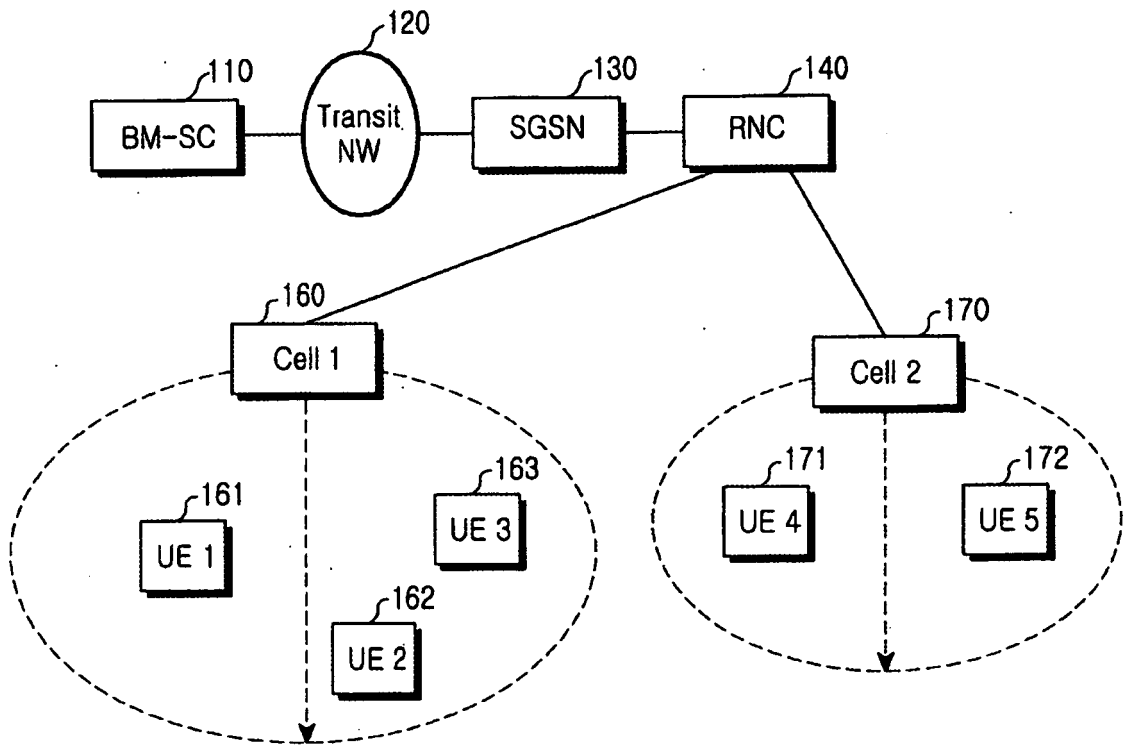 120
110
130
140
BM-SC
Transit
NW
SGSN
RNC
160
Cell 1
170
Cell 2
161
UE 1
163
UE 3
162
UE 2
171
UE 4
172
UE 5